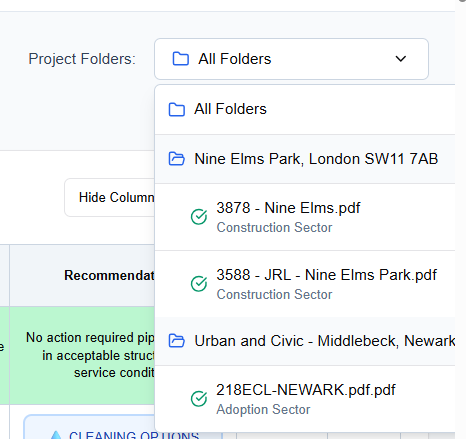 Project Folders:
All Folders
All Folders
Nine Elms Park, London SW11 7AB
Hide Column
3878 - Nine Elms.pdf
Construction Sector
Recommendat
3588 - JRL - Nine Elms Park.pdf
Construction Sector
No action required pip
in acceptable struct
service condit
Urban and Civic - Middlebeck, Newark
218ECL-NEWARK.pdf.pdf
Adoption Sector
CLEANING OPTIONS